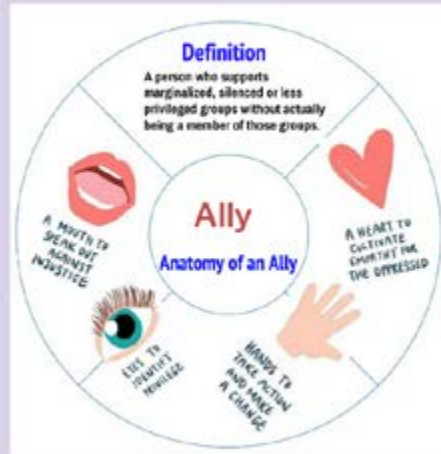 Definition
A person who supports
marginalized, silenced or less
privileged groups without actually
being a member of those groups.
A HEART TO
CULTIVATE
EMPATHY FOR
THE OPPRESSED
HANDS TO
TAKE ACTION
AND MAKE
A CHANGE
EYES TO
IDENTIFY
PRIVILEGE
A MOUTH TO
SPEAK OUT
AGAINST
INJUSTICE
Ally
Anatomy of an Ally